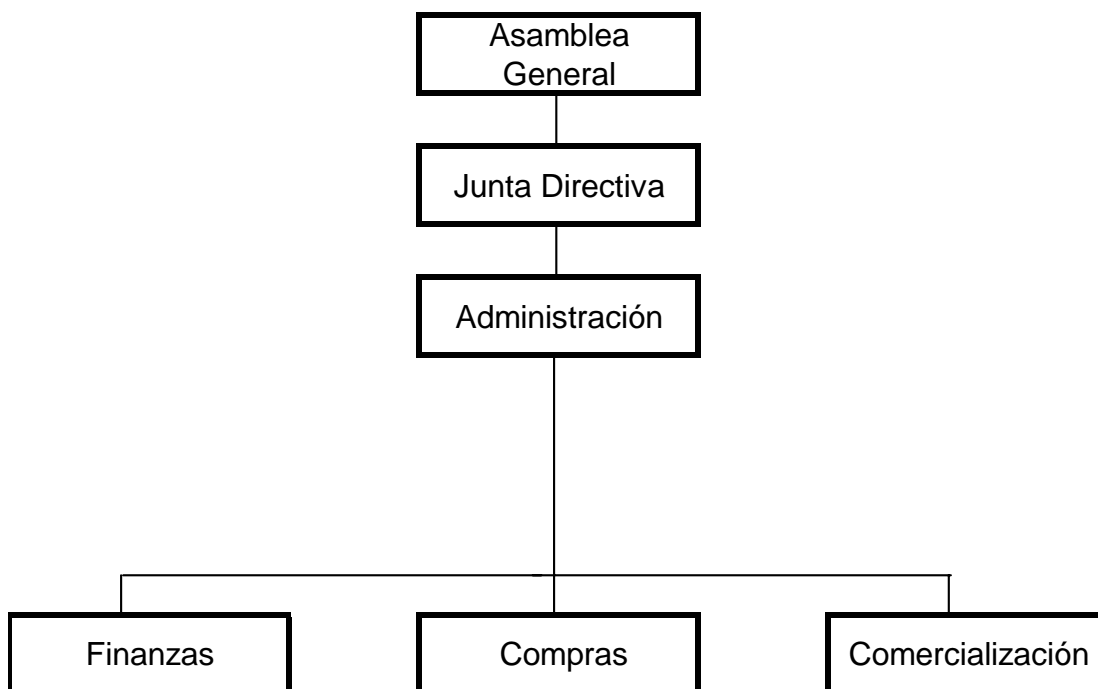 Asamblea
General
Junta Directiva
Administración
Finanzas
Compras
Comercialización